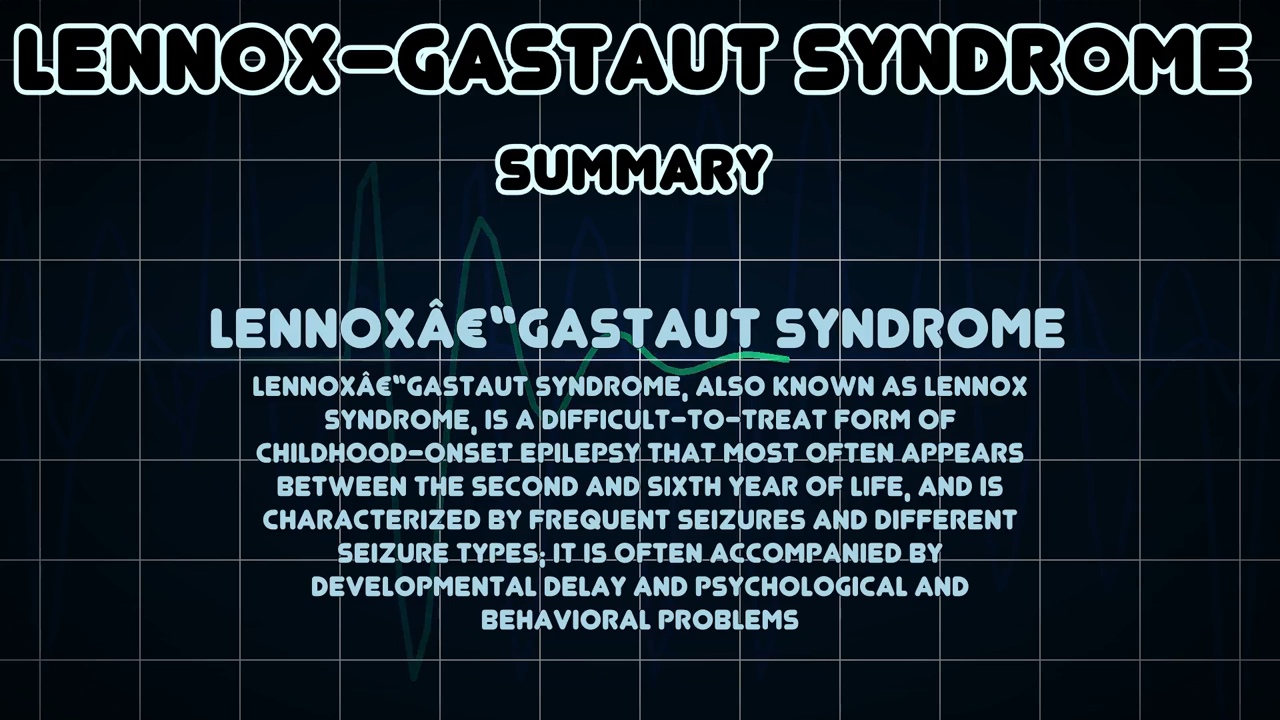 LENNOX-GASTAUT SYNDROME
SUMMARY
LENNOXÂ€“GASTAUT SYNDROME
LENNOXÂ€“GASTAUT SYNDROME, ALSO KNOWN AS LENNOX
SYNDROME, IS A DIFFICULT-TO-TREAT FORM OF
CHILDHOOD-ONSET EPILEPSY THAT MOST OFTEN APPEARS
BETWEEN THE SECOND AND SIXTH YEAR OF LIFE, AND IS
CHARACTERIZED BY FREQUENT SEIZURES AND DIFFERENT
SEIZURE TYPES; IT IS OFTEN ACCOMPANIED BY
DEVELOPMENTAL DELAY AND PSYCHOLOGICAL AND
BEHAVIORAL PROBLEMS